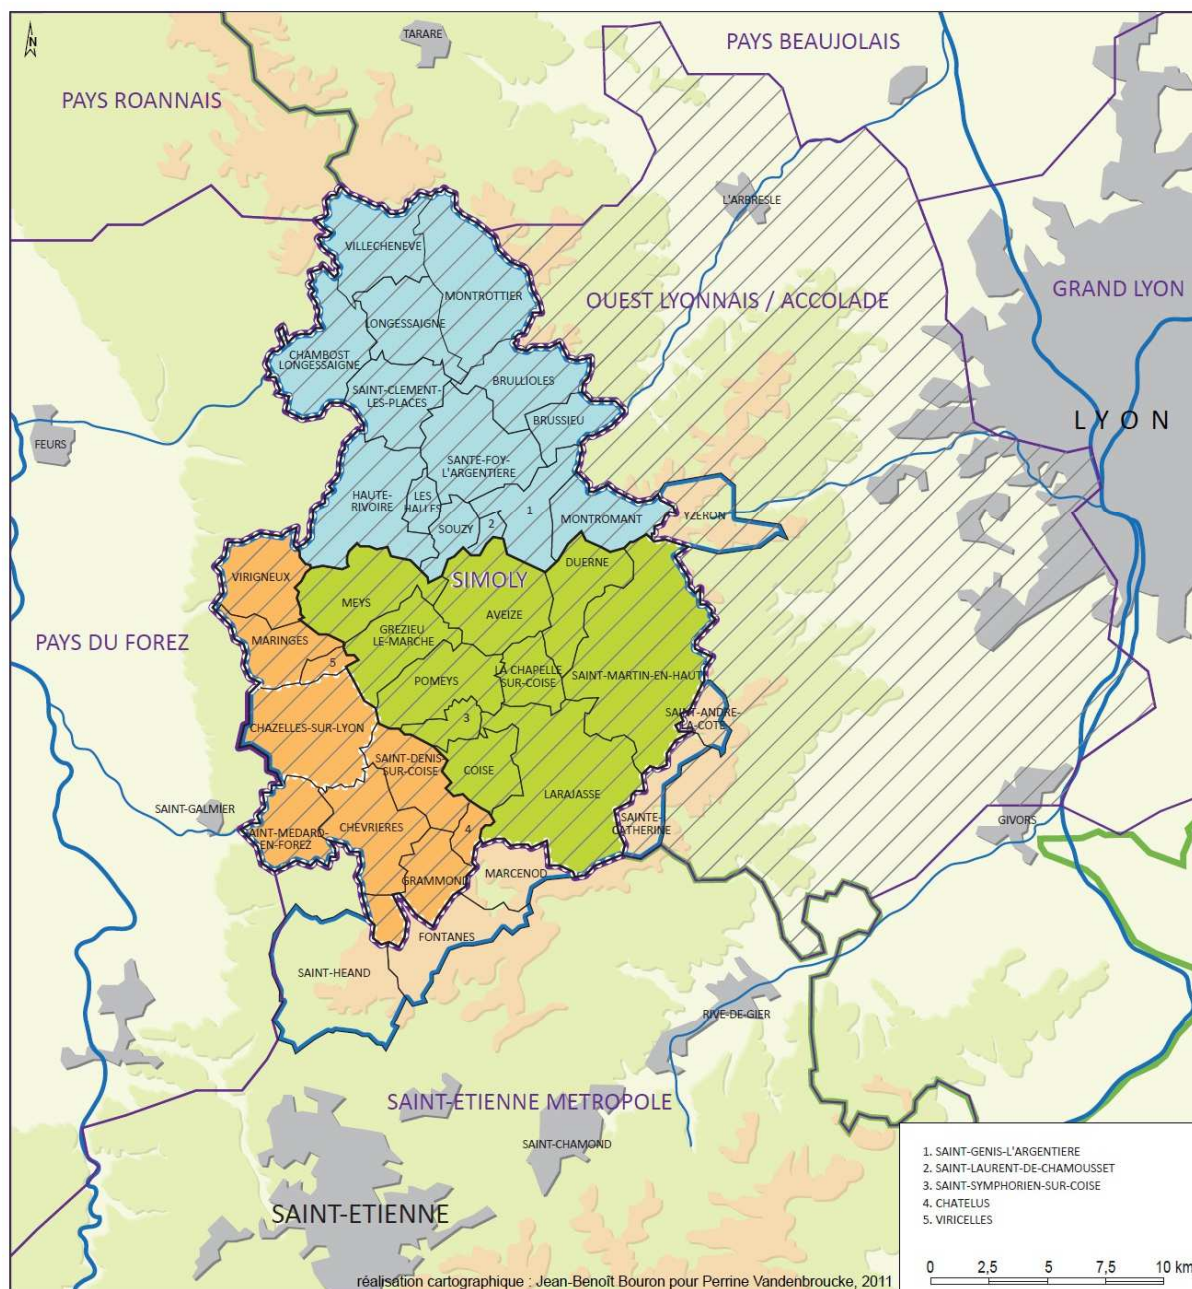 N
TARARE
PAYS BEAUJOLAIS
PAYS ROANNAIS
L'ARBRESLE
VILLECHENEVE
MONTROTTIER
OUEST LYONNAIS / ACCOLADE
GRAND LYON
LONGESSAIGNE
CHAMBOST
LONGESSAIGNE
SAINT-CLEMENT-
LES-PLACES
BRULLIOLES
BRUSSIEU
LYON
FEURS
SANTE-FOY-
L'ARGENTIERE
HAUTE-
RIVOIRE
LES
HALLES
SOUZY
2
1
MONTROMANT
YZERON
DUERNE
VIRIGNEUX
SIMOLY
MEYS
AVEIZE
GREZIEU
LE-MARCHE
MARINGES
PAYS DU FOREZ
5
POMEYS
LA CHAPELLE
SUR-COISE
SAINT-MARTIN-EN-HAUT
3
SAINT-ANDRE-
LA-COTE
CHAZELLES-SUR-LYON
SAINT-DENIS
SUR-COISE
COISE
LARAJASSE
SAINT-GALMIER
SAINT-MEDARD-
EN-FOREZ
CHEVRIERES
4
SAINTE-
CATHERINE
GIVORS
GRAMMOND
MARCENOD
FONTANES
SAINT-HEAND
RIVE-DE-GIER
SAINT-ETIENNE METROPOLE
SAINT-CHAMOND
SAINT-ETIENNE
1. SAINT-GENIS-L'ARGENTIERE
2. SAINT-LAURENT-DE-CHAMOUSSET
3. SAINT-SYMPHORIEN-SUR-COISE
4. CHATELUS
5. VIRICELLES
0 2,5 5 7,5 10 km
réalisation cartographique : Jean-Benoît Bouron pour Perrine Vandenbroucke, 2011